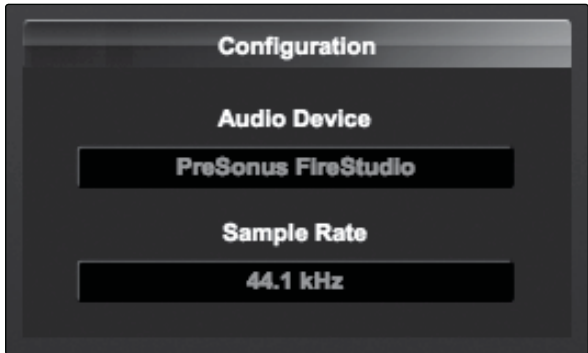 Configuration
Audio Device
PreSonus FireStudio
Sample Rate
44.1 kHz